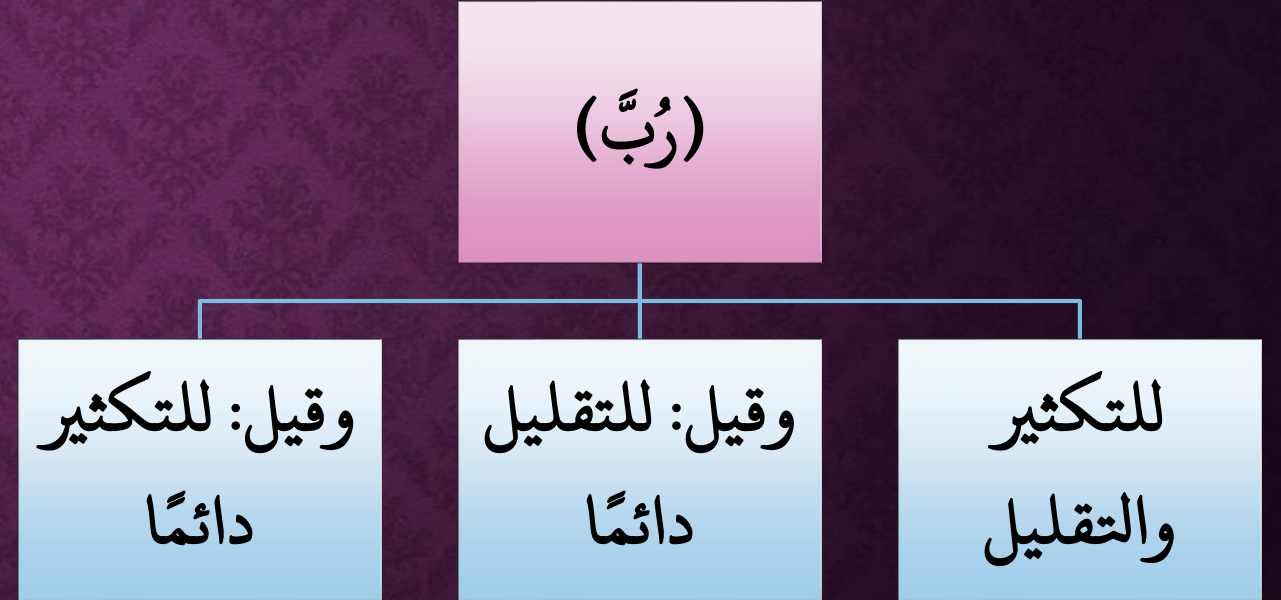 (رُبَّ)
للتكثير
والتقليل
وقيل: للتقليل
دائمًا
وقيل: للتكثير
دائمًا